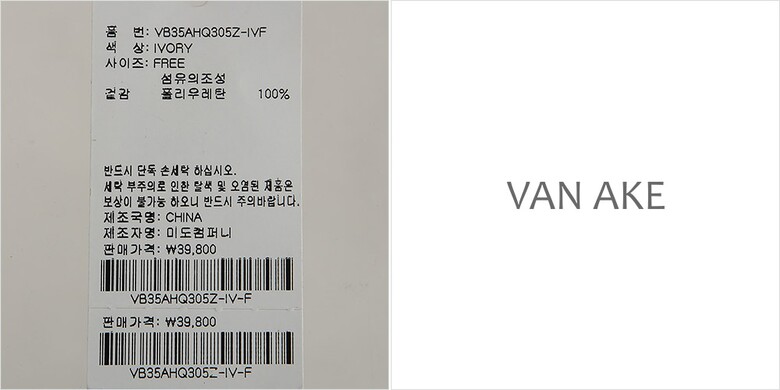 품 번: VB35AHQ305Z-IVF
색 상: IVORY
사이즈: FREE
섬유의조성
겉감 폴리우레탄 100%
반드시 단독 손세탁 하십시오.
세탁 부주의로 인한 탈색 및 오염된 제품은
보상이 불가능 하오니 반드시 주의바랍니다.
제조국명: CHINA
제조자명: 미도컴퍼니
판매가격: ₩39,800
VB35AHQ305Z-IV-F
판매가격: ₩39,800
VB35AHQ305Z-IV-F
VAN AKE